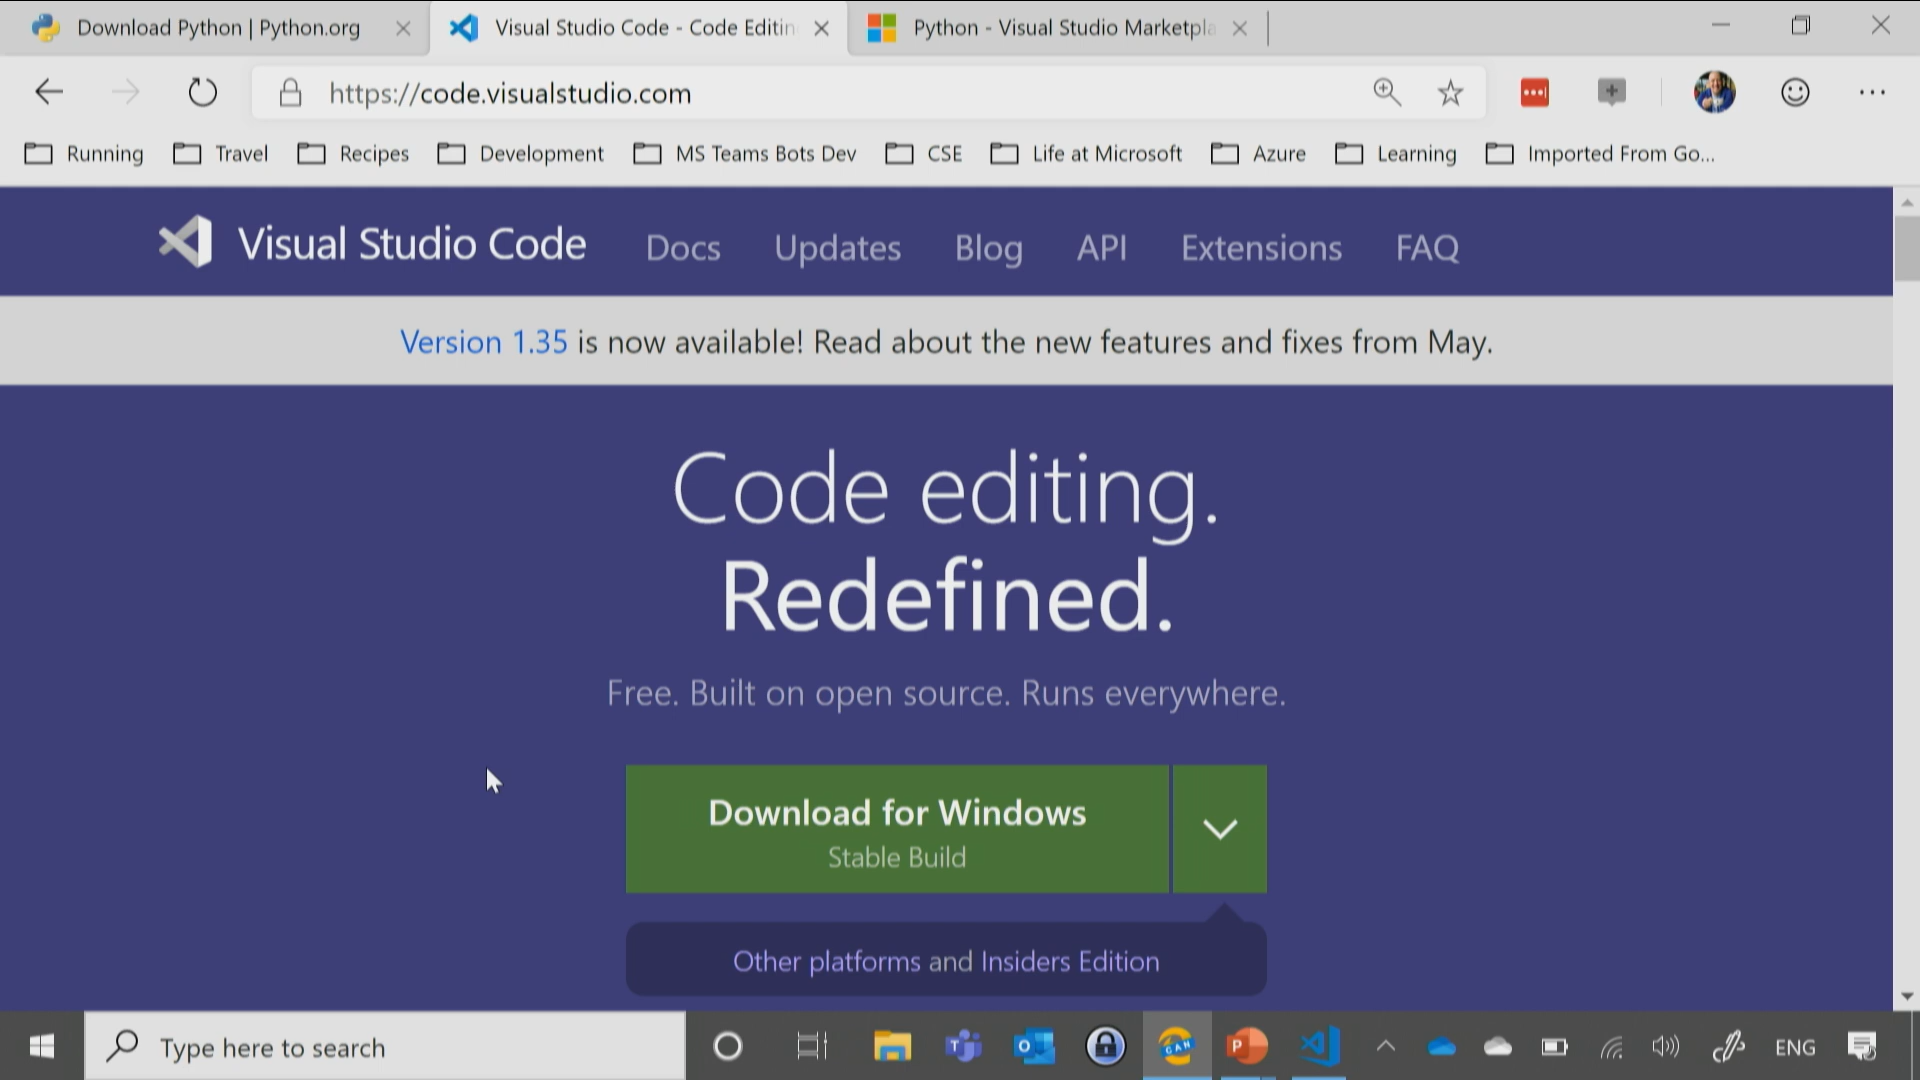 Download Python | Python.org
Visual Studio Code - Code Editin
Python - Visual Studio Marketpla
https://code.visualstudio.com
Running Travel Recipes Development MS Teams Bots Dev CSE Life at Microsoft Azure Learning Imported From Go...
Visual Studio Code Docs Updates Blog API Extensions FAQ
Version 1.35 is now available! Read about the new features and fixes from May.
Code editing.
Redefined.
Free. Built on open source. Runs everywhere.
Download for Windows
Stable Build
Other platforms and Insiders Edition
Type here to search
CAN
ENG